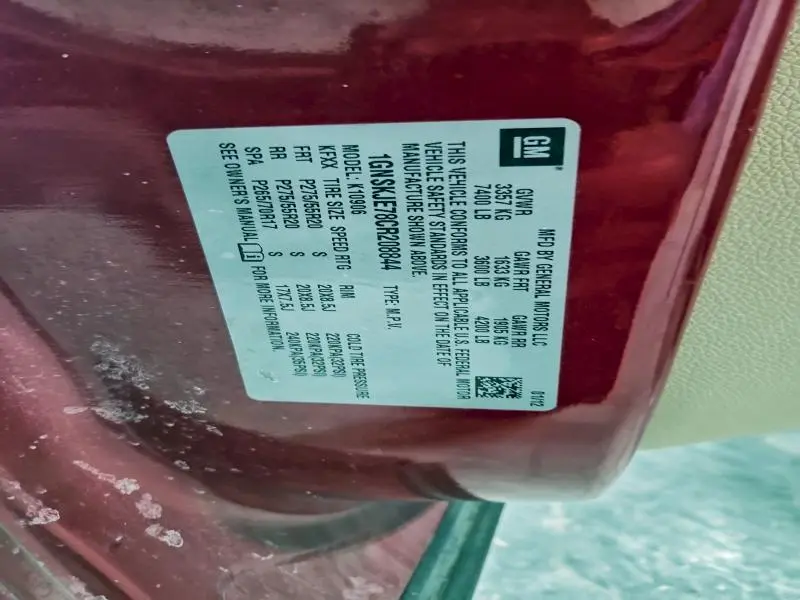 GM
MFD BY GENERAL MOTORS LLC 01/12
GVWR GAWR FRT GAWR RR
3357 KG 1633 KG 1905 KG
7400 LB 3600 LB 4200 LB
THIS VEHICLE CONFORMS TO ALL APPLICABLE U.S. FEDERAL MOTOR
VEHICLE SAFETY STANDARDS IN EFFECT ON THE DATE OF
MANUFACTURE SHOWN ABOVE.
1GNSKLE78CR208844 TYPE: M.P.V.
MODEL: K10906
KFXX TIRE SIZE SPEED RTG RIM COLD TIRE PRESSURE
FRT P275/55R20 S 20X8.5J 220KPA(32PSI)
RR P275/55R20 S 20X8.5J 220KPA(32PSI)
SPA P265/70R17 S 17X7.5J 240KPA(35PSI)
SEE OWNER'S MANUAL FOR MORE INFORMATION.